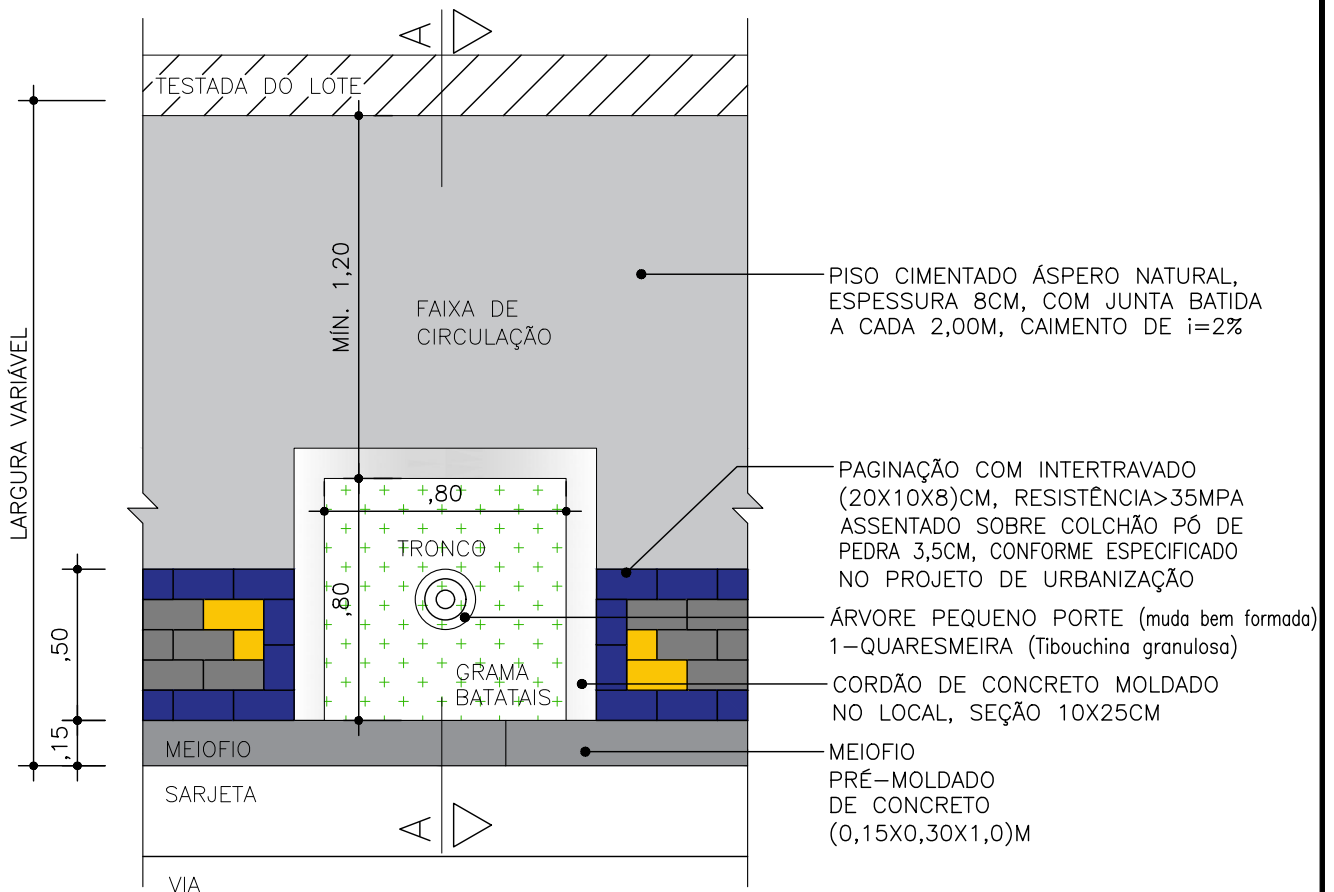 A
TESTADA DO LOTE
LARGURA VARIÁVEL
MÍN. 1,20
FAIXA DE
CIRCULAÇÃO
PISO CIMENTADO ÁSPERO NATURAL,
ESPESSURA 8CM, COM JUNTA BATIDA
A CADA 2,00M, CAIMENTO DE i=2%
PAGINAÇÃO COM INTERTRAVADO
(20X10X8)CM, RESISTÊNCIA>35MPA
ASSENTADO SOBRE COLCHÃO PÓ DE
PEDRA 3,5CM, CONFORME ESPECIFICADO
NO PROJETO DE URBANIZAÇÃO
,80
TRONCO
,80
,50
ÁRVORE PEQUENO PORTE (muda bem formada)
1-QUARESMEIRA (Tibouchina granulosa)
GRAMA
BATATAIS
CORDÃO DE CONCRETO MOLDADO
NO LOCAL, SEÇÃO 10X25CM
,15
MEIOFIO
MEIOFIO
PRÉ-MOLDADO
DE CONCRETO
(0,15X0,30X1,0)M
SARJETA
A
VIA